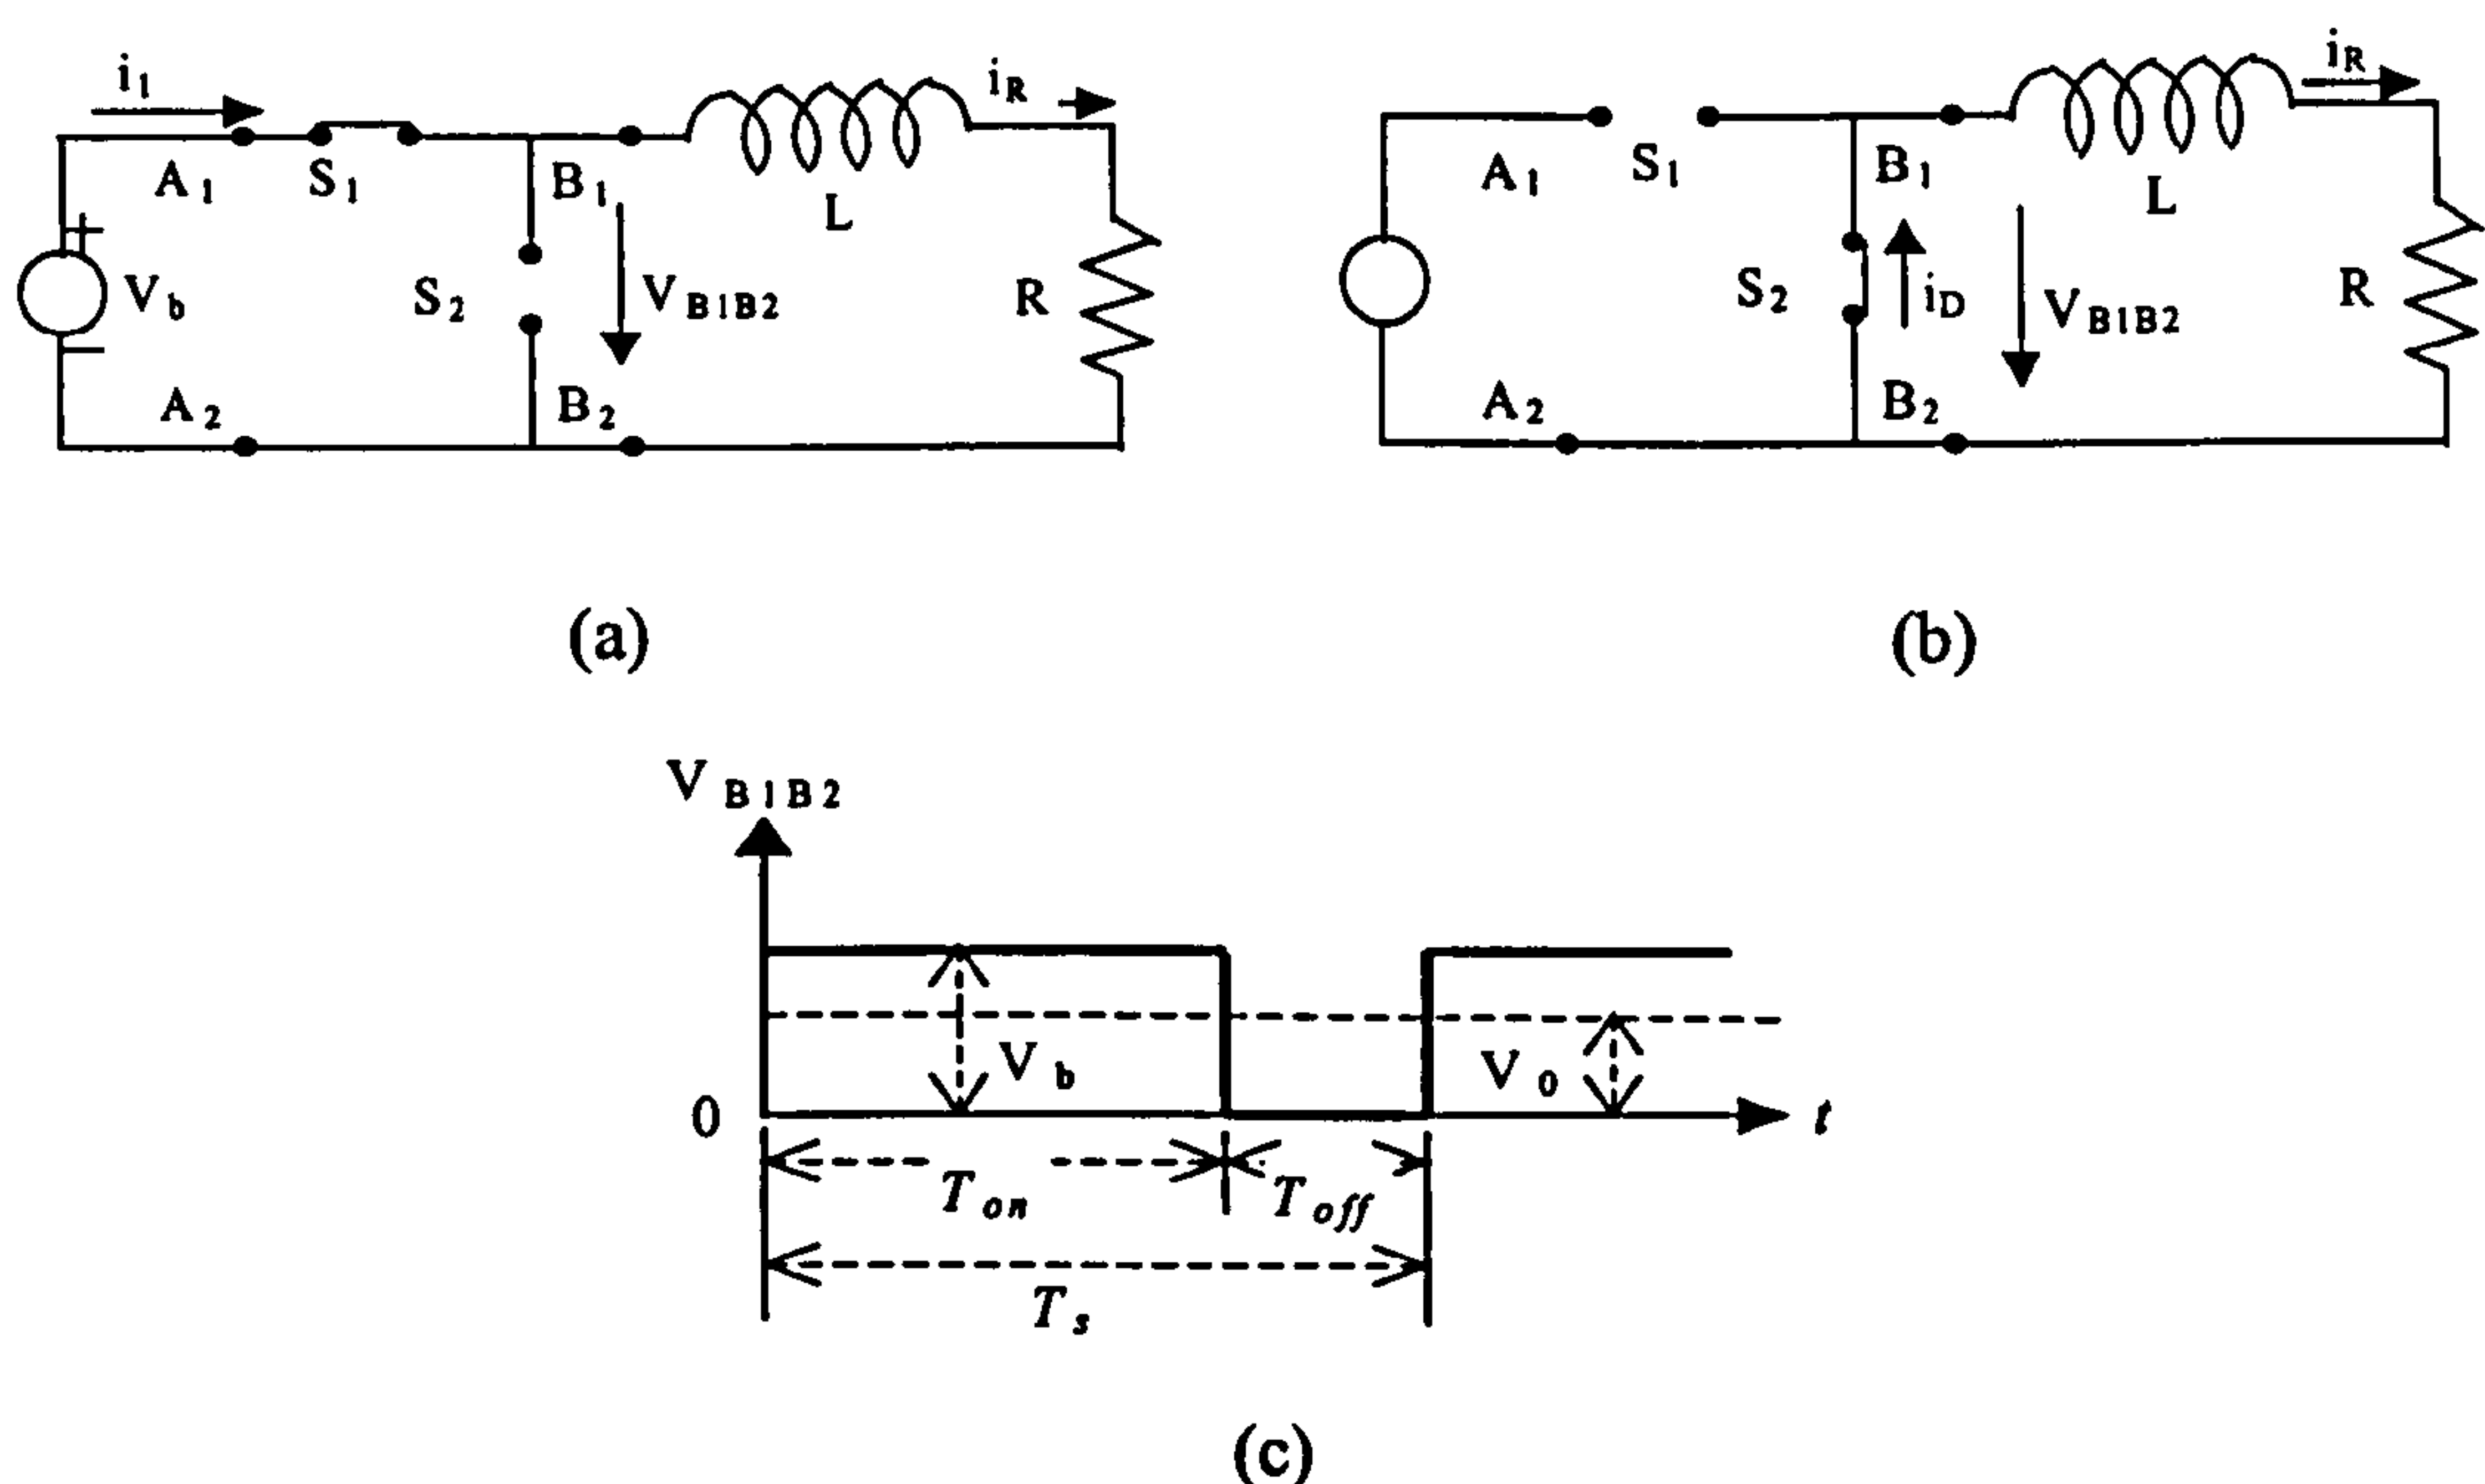 i1
iR
A1
S1
B1
L
+
Vb
S2
VB1B2
R
−
A2
B2
(a)
iR
A1
S1
B1
L
S2
iD
VB1B2
R
A2
B2
(b)
VB1B2
Vb
Vo
0
t
Ton
Toff
Ts
(c)